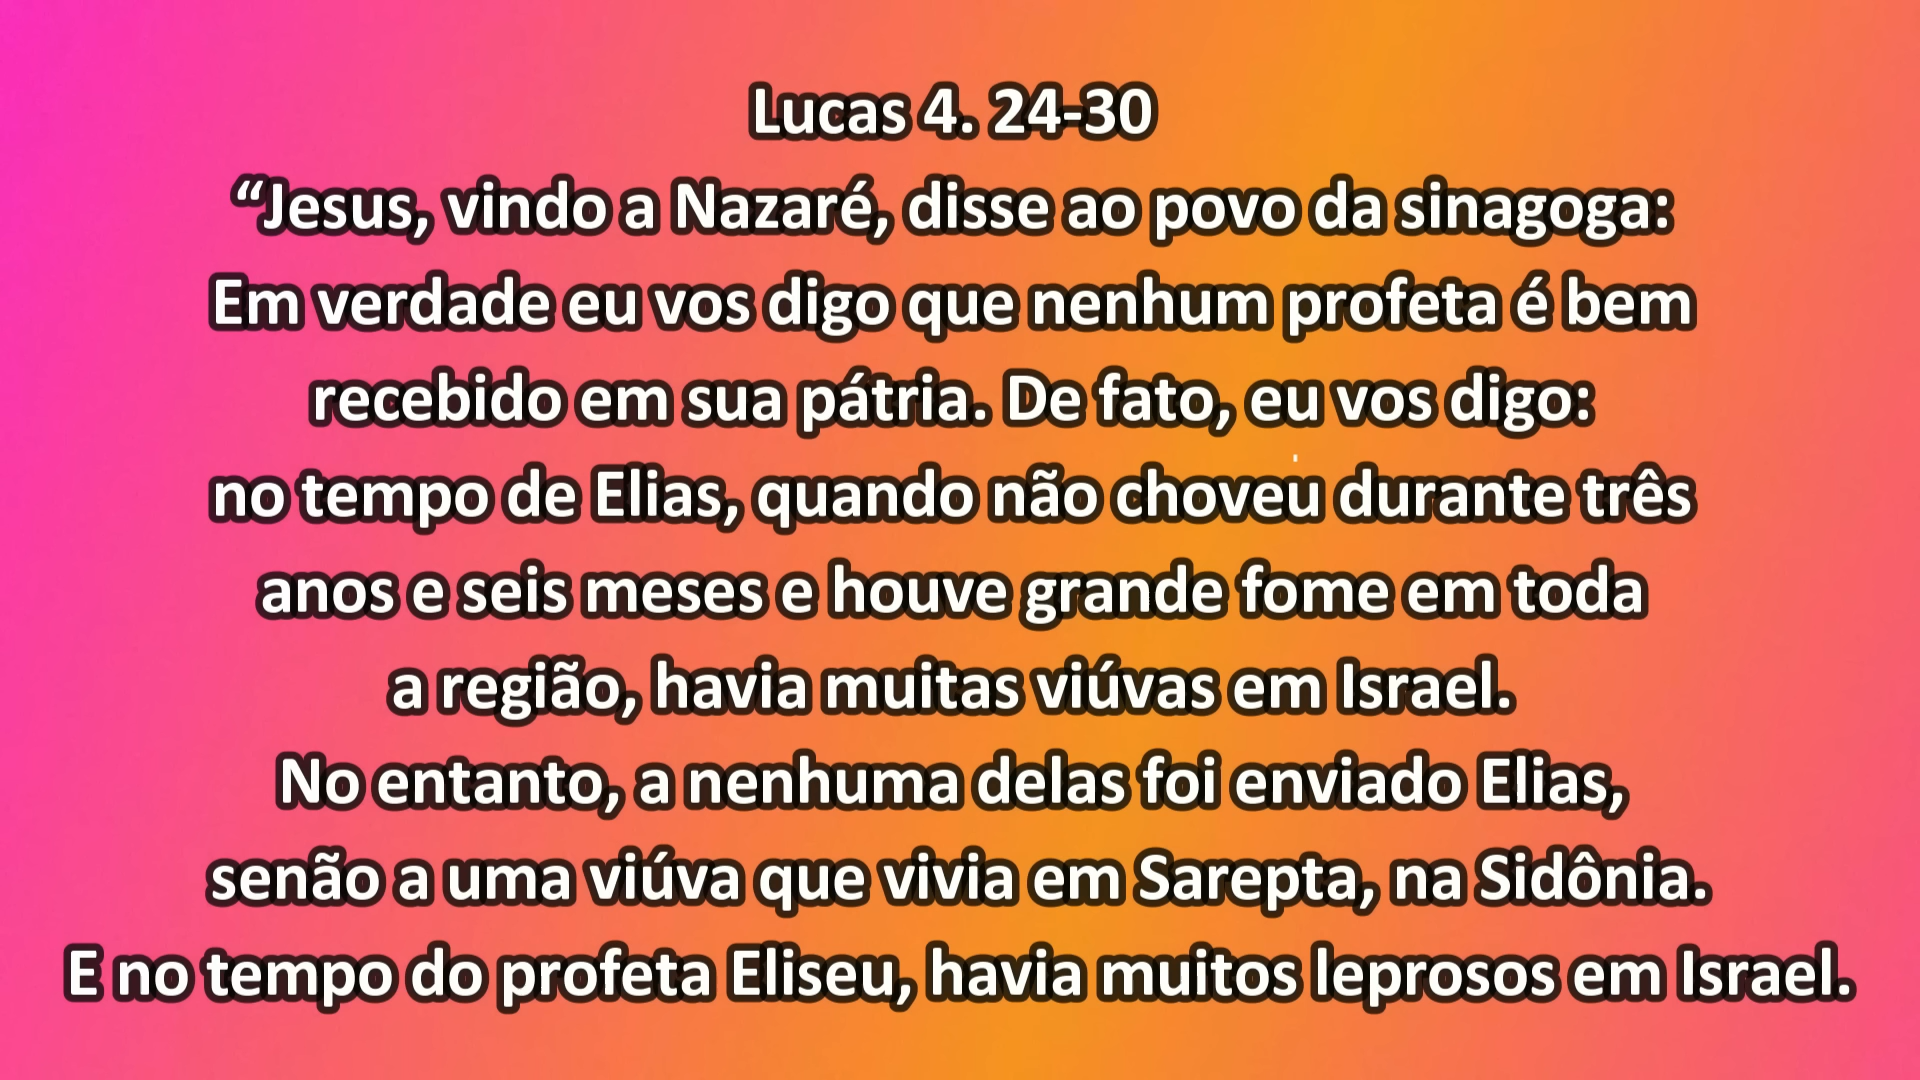 Lucas 4. 24-30
“Jesus, vindo a Nazaré, disse ao povo da sinagoga:
Em verdade eu vos digo que nenhum profeta é bem
recebido em sua pátria. De fato, eu vos digo:
no tempo de Elias, quando não choveu durante três
anos e seis meses e houve grande fome em toda
a região, havia muitas viúvas em Israel.
No entanto, a nenhuma delas foi enviado Elias,
senão a uma viúva que vivia em Sarepta, na Sidônia.
E no tempo do profeta Eliseu, havia muitos leprosos em Israel.